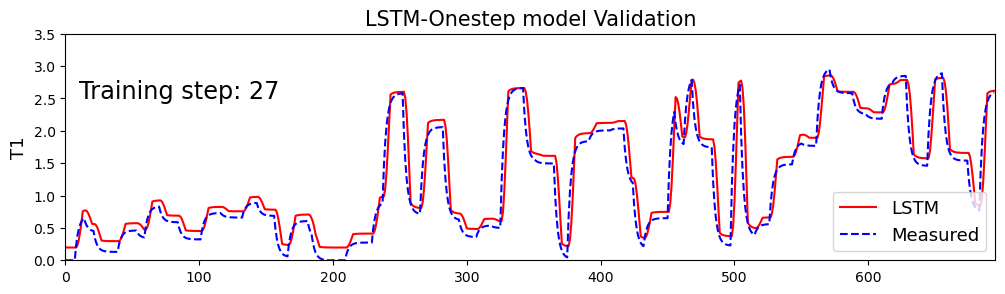 LSTM-Onestep model Validation
3.5
3.0
2.5
2.0
1.5
1.0
0.5
0.0
T1
Training step: 27
LSTM
Measured
0 100 200 300 400 500 600